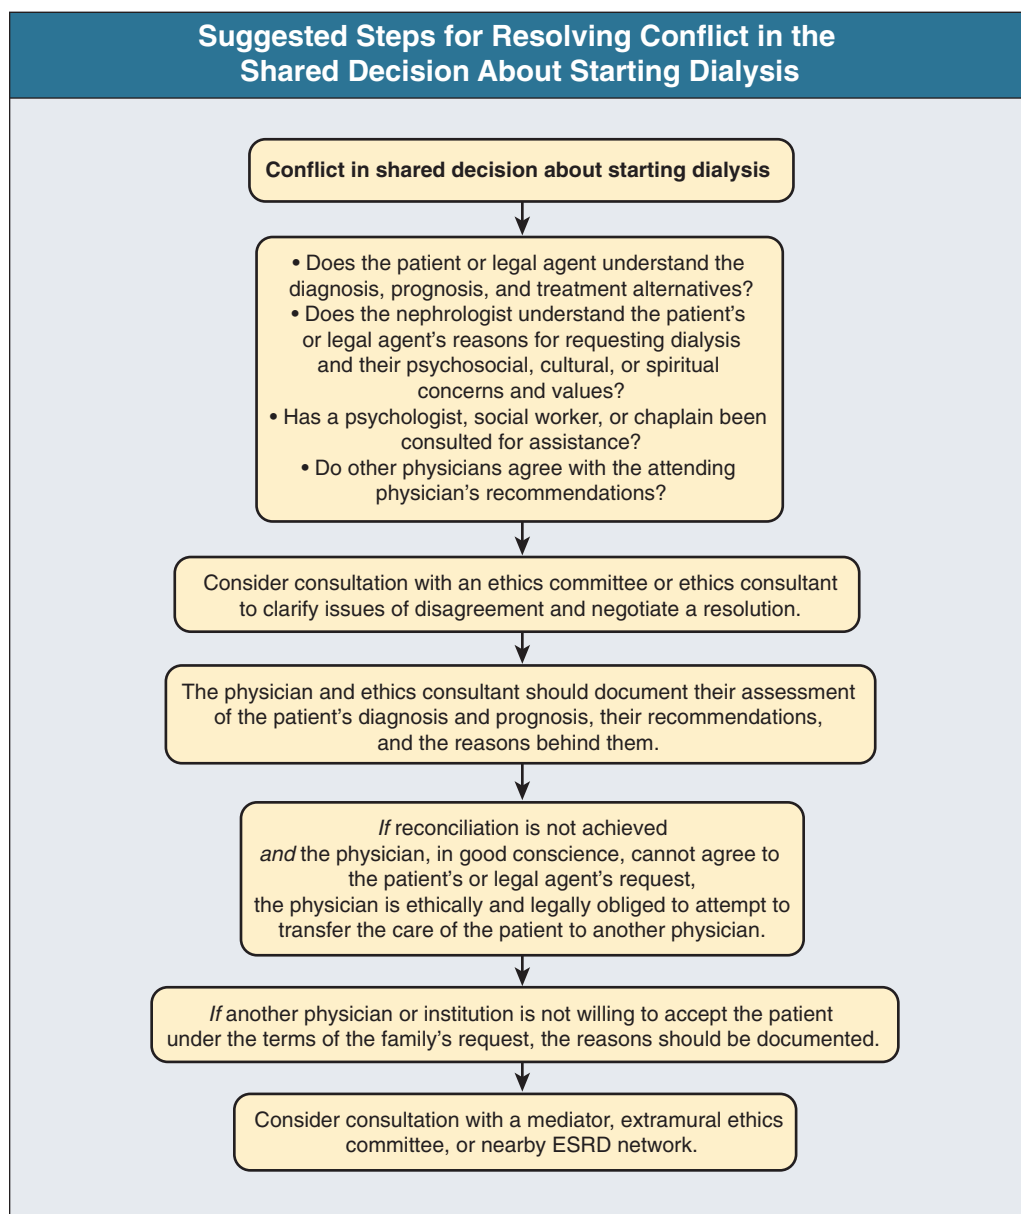 Suggested Steps for Resolving Conflict in the
Shared Decision About Starting Dialysis
Conflict in shared decision about starting dialysis
• Does the patient or legal agent understand the
diagnosis, prognosis, and treatment alternatives?
• Does the nephrologist understand the patient's
or legal agent's reasons for requesting dialysis
and their psychosocial, cultural, or spiritual
concerns and values?
• Has a psychologist, social worker, or chaplain been
consulted for assistance?
• Do other physicians agree with the attending
physician's recommendations?
Consider consultation with an ethics committee or ethics consultant
to clarify issues of disagreement and negotiate a resolution.
The physician and ethics consultant should document their assessment
of the patient's diagnosis and prognosis, their recommendations,
and the reasons behind them.
If reconciliation is not achieved
and the physician, in good conscience, cannot agree to
the patient's or legal agent's request,
the physician is ethically and legally obliged to attempt to
transfer the care of the patient to another physician.
If another physician or institution is not willing to accept the patient
under the terms of the family's request, the reasons should be documented.
Consider consultation with a mediator, extramural ethics
committee, or nearby ESRD network.